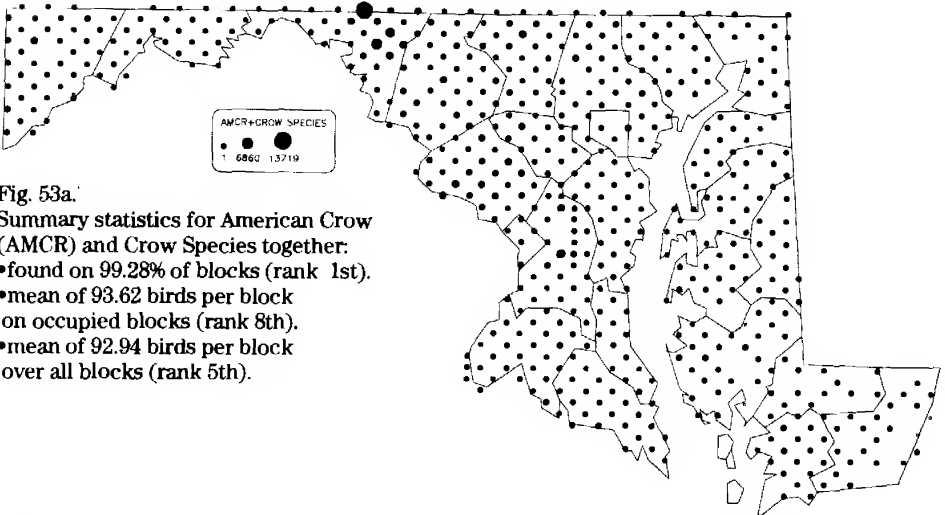 AMCR+CROW SPECIES
1 6860 13719
Fig. 53a.
Summary statistics for American Crow
(AMCR) and Crow Species together:
•found on 99.28% of blocks (rank 1st).
•mean of 93.62 birds per block
on occupied blocks (rank 8th).
•mean of 92.94 birds per block
over all blocks (rank 5th).